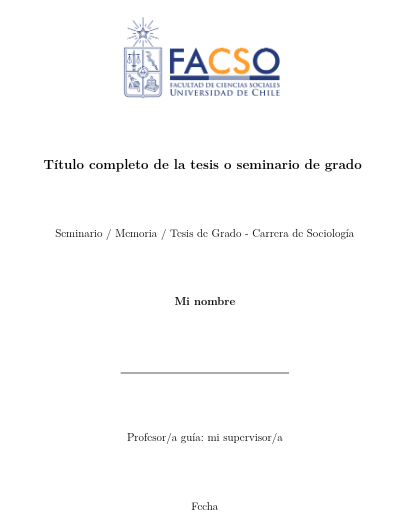 FACSO
FACULTAD DE CIENCIAS SOCIALES
UNIVERSIDAD DE CHILE
Título completo de la tesis o seminario de grado
Seminario / Memoria / Tesis de Grado - Carrera de Sociología
Mi nombre
Profesor/a guía: mi supervisor/a
Fecha